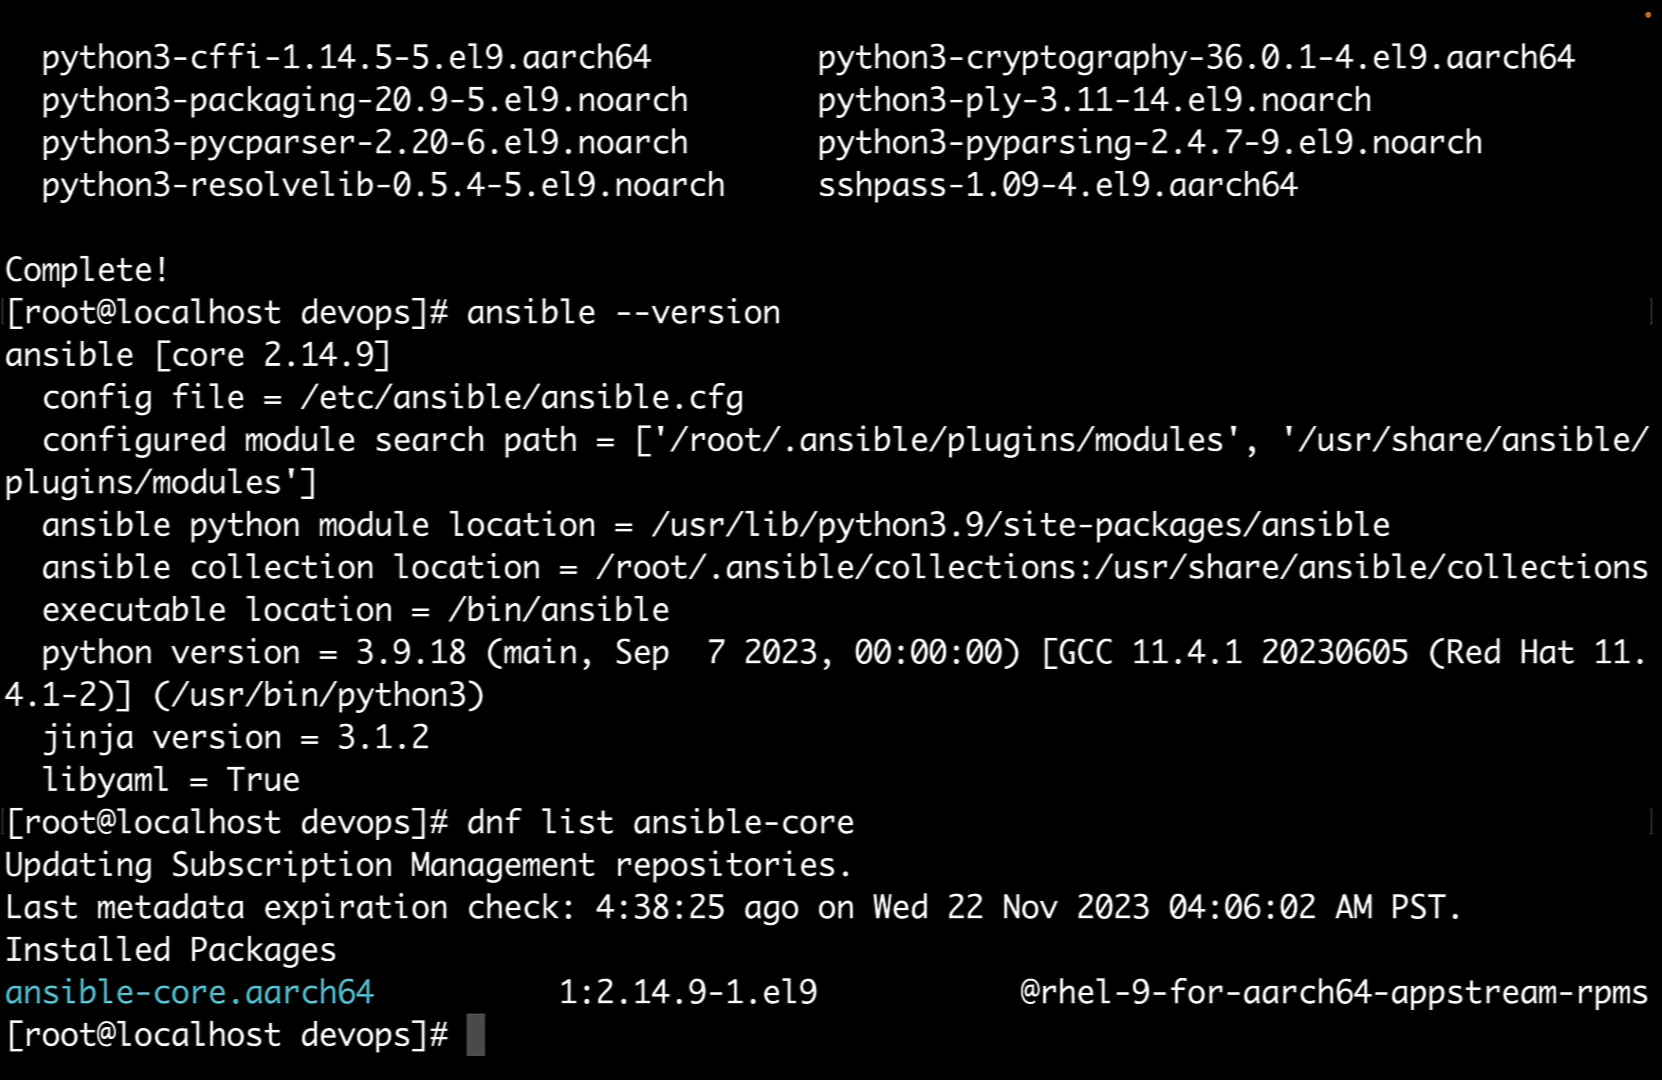 python3-cffi-1.14.5-5.el9.aarch64 python3-cryptography-36.0.1-4.el9.aarch64
python3-packaging-20.9-5.el9.noarch python3-ply-3.11-14.el9.noarch
python3-pycparser-2.20-6.el9.noarch python3-pyparsing-2.4.7-9.el9.noarch
python3-resolvelib-0.5.4-5.el9.noarch sshpass-1.09-4.el9.aarch64
Complete!
[root@localhost devops]# ansible --version
ansible [core 2.14.9]
config file = /etc/ansible/ansible.cfg
configured module search path = ['/root/.ansible/plugins/modules', '/usr/share/ansible/
plugins/modules']
ansible python module location = /usr/lib/python3.9/site-packages/ansible
ansible collection location = /root/.ansible/collections:/usr/share/ansible/collections
executable location = /bin/ansible
python version = 3.9.18 (main, Sep  7 2023, 00:00:00) [GCC 11.4.1 20230605 (Red Hat 11.
4.1-2)] (/usr/bin/python3)
jinja version = 3.1.2
libyaml = True
[root@localhost devops]# dnf list ansible-core
Updating Subscription Management repositories.
Last metadata expiration check: 4:38:25 ago on Wed 22 Nov 2023 04:06:02 AM PST.
Installed Packages
ansible-core.aarch64 1:2.14.9-1.el9 @rhel-9-for-aarch64-appstream-rpms
[root@localhost devops]#